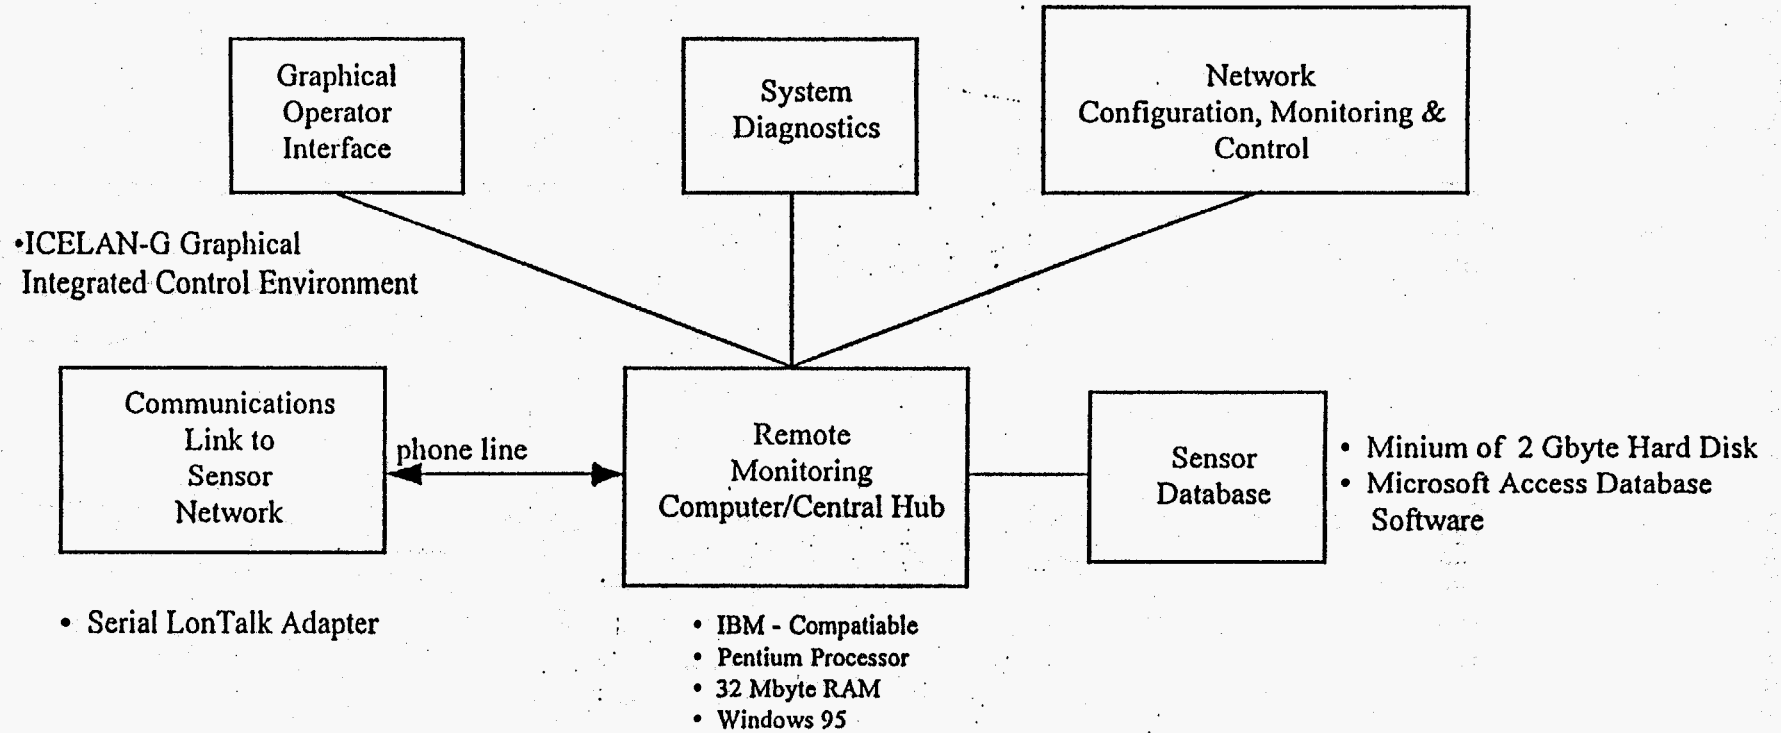 Graphical
Operator
Interface
System
Diagnostics
Network
Configuration, Monitoring &
Control
•ICELAN-G Graphical
Integrated Control Environment
Communications
Link to
Sensor
Network
phone line
Remote
Monitoring
Computer/Central Hub
Sensor
Database
• Minium of 2 Gbyte Hard Disk
• Microsoft Access Database
Software
• Serial LonTalk Adapter
• IBM - Compatiable
• Pentium Processor
• 32 Mbyte RAM
• Windows 95